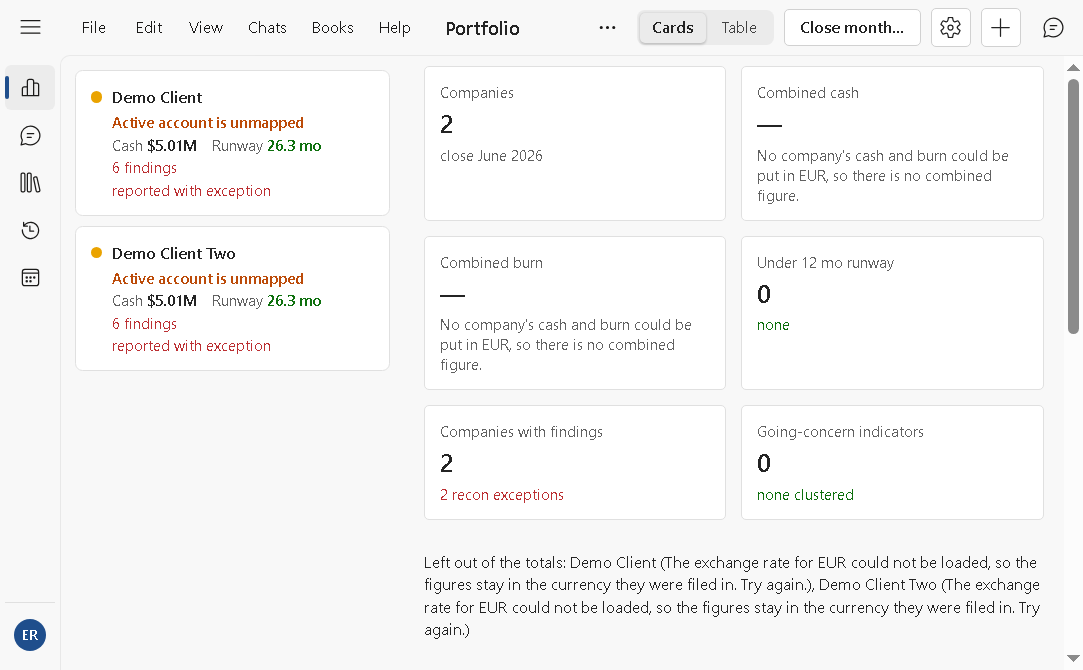 File Edit View Chats Books Help Portfolio ··· Cards Table Close month...
Demo Client
Active account is unmapped
Cash $5.01M Runway 26.3 mo
6 findings
reported with exception
Demo Client Two
Active account is unmapped
Cash $5.01M Runway 26.3 mo
6 findings
reported with exception
Companies
2
close June 2026
Combined cash
—
No company's cash and burn could be
put in EUR, so there is no combined
figure.
Combined burn
—
No company's cash and burn could be
put in EUR, so there is no combined
figure.
Under 12 mo runway
0
none
Companies with findings
2
2 recon exceptions
Going-concern indicators
0
none clustered
Left out of the totals: Demo Client (The exchange rate for EUR could not be loaded, so the
figures stay in the currency they were filed in. Try again.), Demo Client Two (The exchange
rate for EUR could not be loaded, so the figures stay in the currency they were filed in. Try
again.)
ER